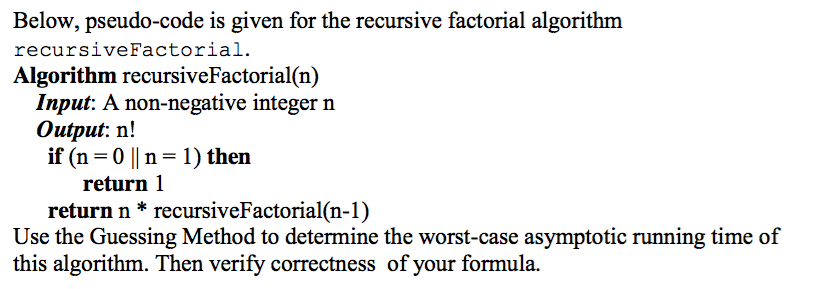 Below, pseudo-code is given for the recursive factorial algorithm
recursiveFactorial.
Algorithm recursiveFactorial(n)
Input: A non-negative integer n
Output: n!
if (n = 0 || n = 1) then
return 1
return n * recursiveFactorial(n-1)
Use the Guessing Method to determine the worst-case asymptotic running time of
this algorithm. Then verify correctness of your formula.